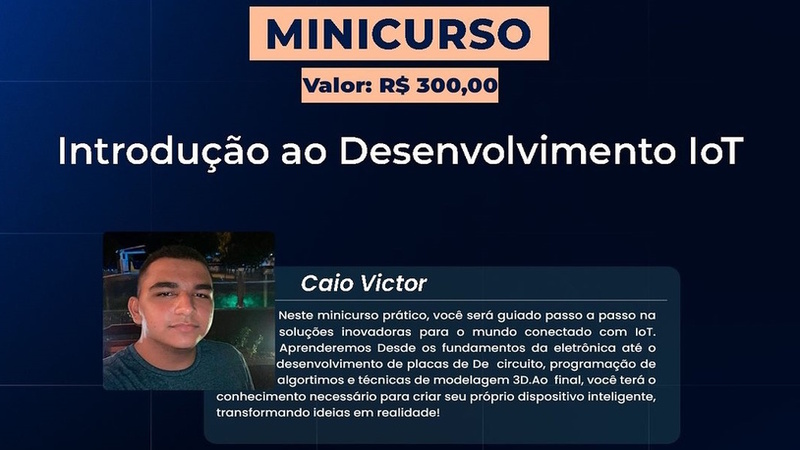 MINICURSO
Valor: R$ 300,00
Introdução ao Desenvolvimento IoT
Caio Victor
Neste minicurso prático, você será guiado passo a passo na
soluções inovadoras para o mundo conectado com IoT.
Aprenderemos Desde os fundamentos da eletrônica até o
desenvolvimento de placas de De circuito, programação de
algortimos e técnicas de modelagem 3D.Ao final, você terá o
conhecimento necessário para criar seu próprio dispositivo inteligente,
transformando ideias em realidade!